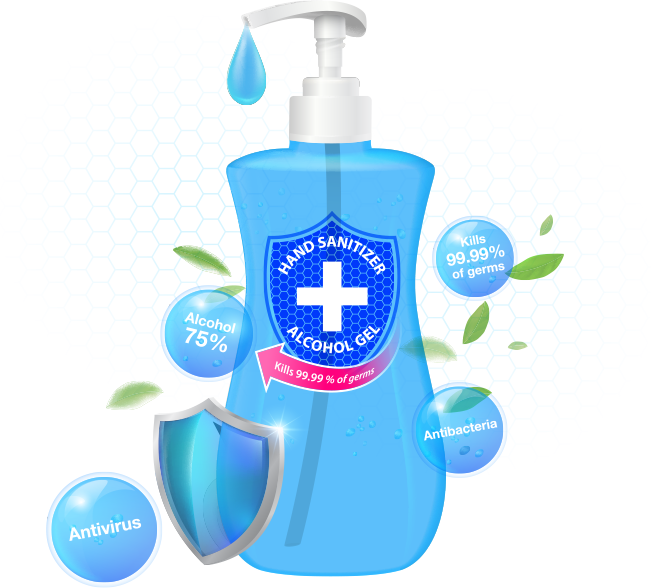 HAND SANITIZER
ALCOHOL GEL
Kills 99.99 % of germs
Kills
99.99%
of germs
Alcohol
75%
Antibacteria
Antivirus